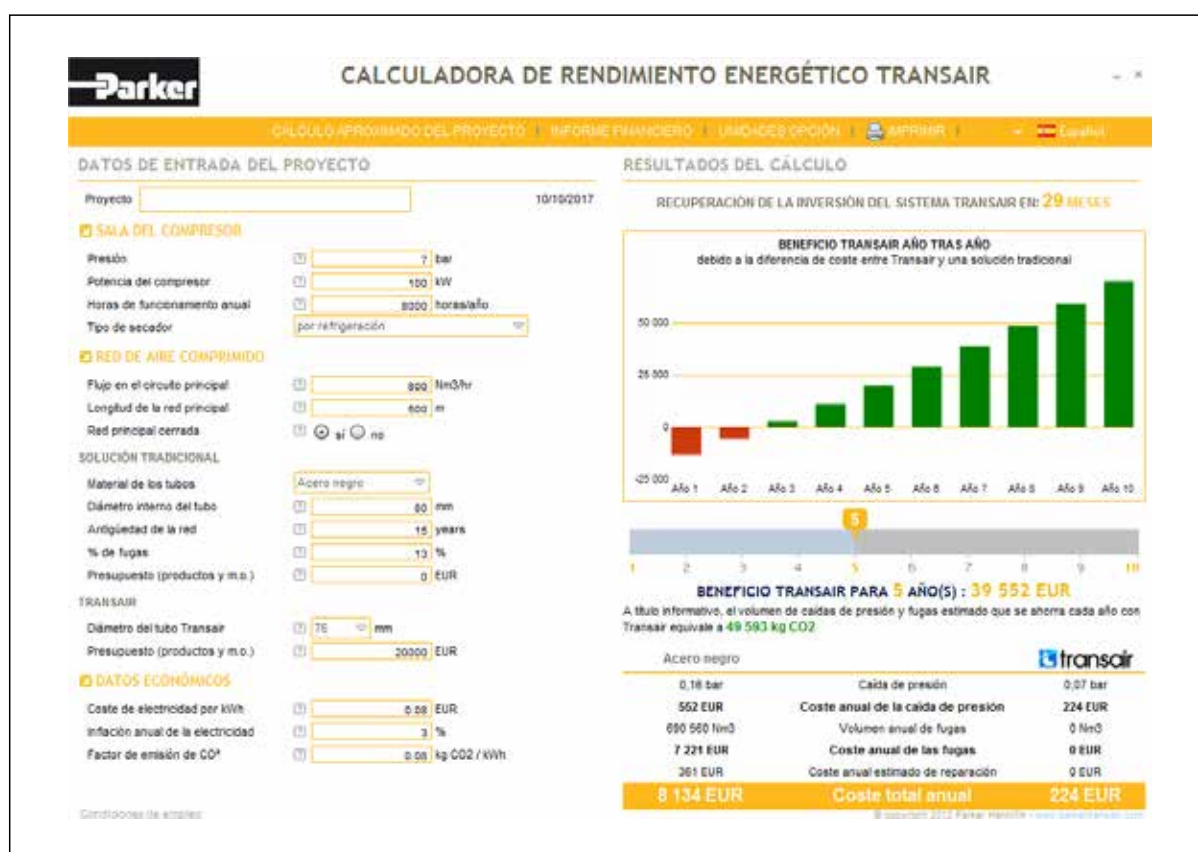 Parker
CALCULADORA DE RENDIMIENTO ENERGÉTICO TRANSAIR
CÁLCULO APROXIMADO DEL PROYECTO | INFORME FINANCIERO | UNIDADES OPCIÓN | IMPRIMIR | Español
DATOS DE ENTRADA DEL PROYECTO
Proyecto 10/10/2017
SALA DEL COMPRESOR
Presión ? 7 bar
Potencia del compresor ? 100 kW
Horas de funcionamiento anual ? 8000 horas/año
Tipo de secador por refrigeración
RED DE AIRE COMPRIMIDO
Flujo en el circuito principal ? 800 Nm3/hr
Longitud de la red principal ? 600 m
Red principal cerrada ? sí no
SOLUCIÓN TRADICIONAL
Material de los tubos Acero negro
Diámetro interno del tubo ? 80 mm
Antigüedad de la red ? 15 years
% de fugas ? 13 %
Presupuesto (productos y m.o.) ? 0 EUR
TRANSAIR
Diámetro del tubo Transair ? 76 mm
Presupuesto (productos y m.o.) ? 20000 EUR
DATOS ECONÓMICOS
Coste de electricidad por kWh ? 0.08 EUR
Inflación anual de la electricidad ? 3 %
Factor de emisión de CO² ? 0.08 kg CO2 / kWh
Condiciones de empleo
RESULTADOS DEL CÁLCULO
RECUPERACIÓN DE LA INVERSIÓN DEL SISTEMA TRANSAIR EN: 29 MESES
BENEFICIO TRANSAIR AÑO TRAS AÑO
debido a la diferencia de coste entre Transair y una solución tradicional
50 000
25 000
0
-25 000
Año 1 Año 2 Año 3 Año 4 Año 5 Año 6 Año 7 Año 8 Año 9 Año 10
5
1 2 3 4 5 6 7 8 9 10
BENEFICIO TRANSAIR PARA 5 AÑO(S) : 39 552 EUR
A título informativo, el volumen de caídas de presión y fugas estimado que se ahorra cada año con
Transair equivale a 49 593 kg CO2
Acero negro transair
0,16 bar Caída de presión 0,07 bar
552 EUR Coste anual de la caída de presión 224 EUR
690 560 Nm3 Volumen anual de fugas 0 Nm3
7 221 EUR Coste anual de las fugas 0 EUR
361 EUR Coste anual estimado de reparación 0 EUR
8 134 EUR Coste total anual 224 EUR
© copyright 2012 Parker Hannifin - www.parkertransair.com